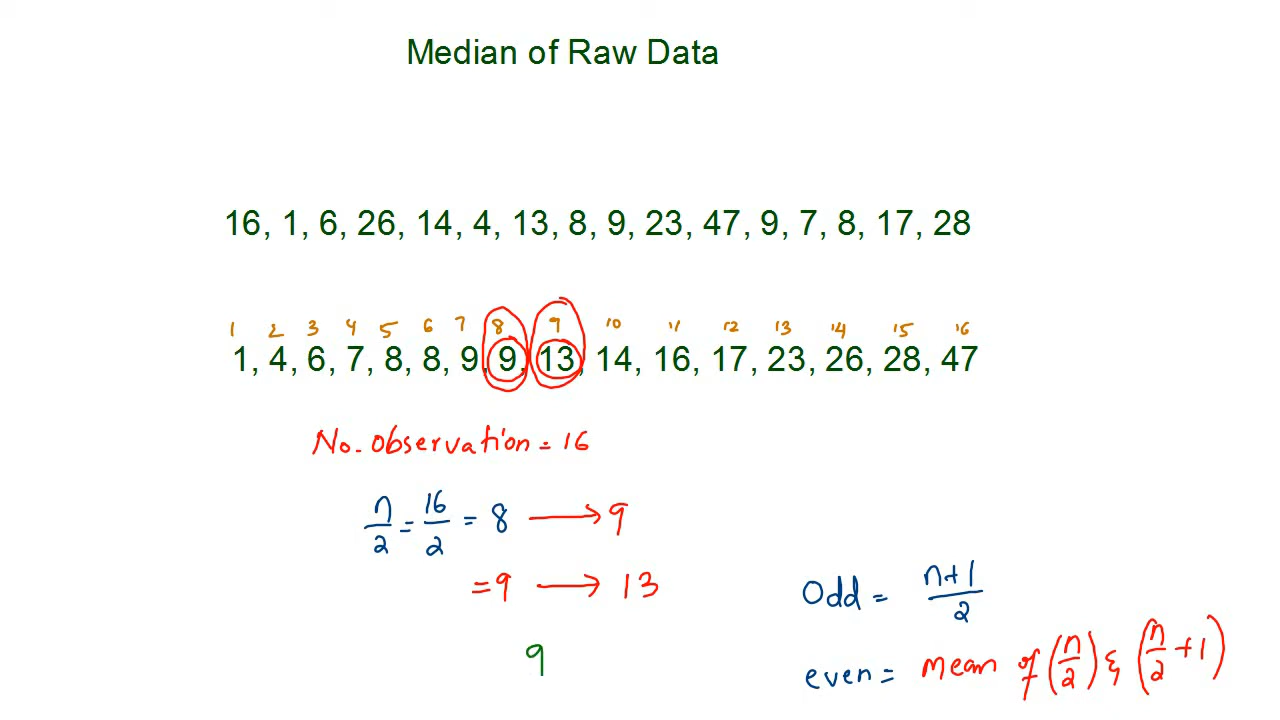 Median of Raw Data
16, 1, 6, 26, 14, 4, 13, 8, 9, 23, 47, 9, 7, 8, 17, 28
1 2 3 4 5 6 7 8 9 10 11 12 13 14 15 16
1, 4, 6, 7, 8, 8, 9, 9, 13, 14, 16, 17, 23, 26, 28, 47
No. observation = 16
n/2 = 16/2 = 8 → 9
= 9 → 13
9
Odd = n+1/2
even = mean of (n/2) & (n/2 + 1)